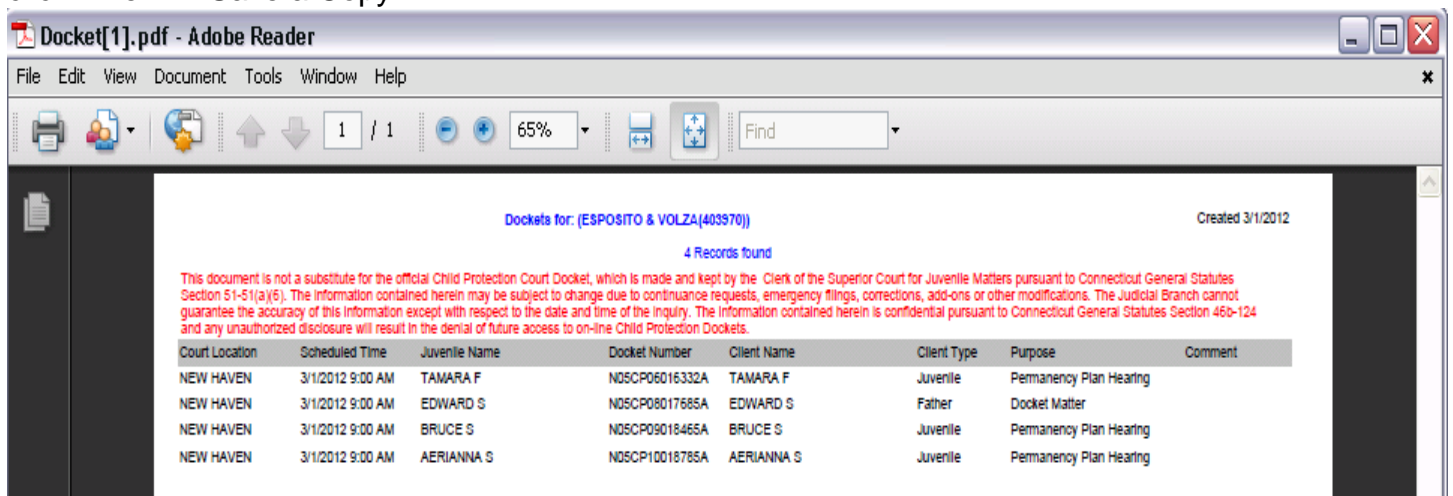 Docket[1].pdf - Adobe Reader
File Edit View Document Tools Window Help
1 / 1 65% Find
Dockets for: (ESPOSITO & VOLZA(403970)) Created 3/1/2012
4 Records found
This document is not a substitute for the official Child Protection Court Docket, which is made and kept by the Clerk of the Superior Court for Juvenile Matters pursuant to Connecticut General Statutes
Section 51-51(a)(6). The information contained herein may be subject to change due to continuance requests, emergency filings, corrections, add-ons or other modifications. The Judicial Branch cannot
guarantee the accuracy of this information except with respect to the date and time of the inquiry. The information contained herein is confidential pursuant to Connecticut General Statutes Section 46b-124
and any unauthorized disclosure will result in the denial of future access to on-line Child Protection Dockets.
Court Location Scheduled Time Juvenile Name Docket Number Client Name Client Type Purpose Comment
NEW HAVEN 3/1/2012 9:00 AM TAMARA F N05CP06016332A TAMARA F Juvenile Permanency Plan Hearing
NEW HAVEN 3/1/2012 9:00 AM EDWARD S N05CP08017685A EDWARD S Father Docket Matter
NEW HAVEN 3/1/2012 9:00 AM BRUCE S N05CP09018465A BRUCE S Juvenile Permanency Plan Hearing
NEW HAVEN 3/1/2012 9:00 AM AERIANNA S N05CP10018785A AERIANNA S Juvenile Permanency Plan Hearing